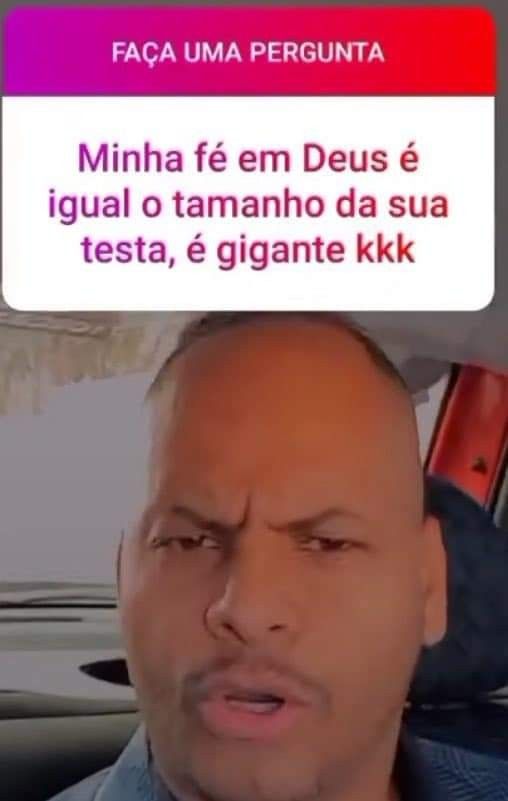 FAÇA UMA PERGUNTA
Minha fé em Deus é
igual o tamanho da sua
testa, é gigante kkk